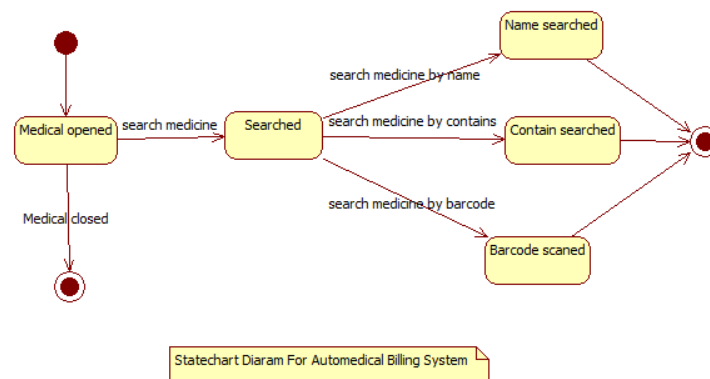 Name searched
search medicine by name
Medical opened
search medicine
Searched
search medicine by contains
Contain searched
search medicine by barcode
Medical closed
Barcode scaned
Statechart Diaram For Automedical Billing System